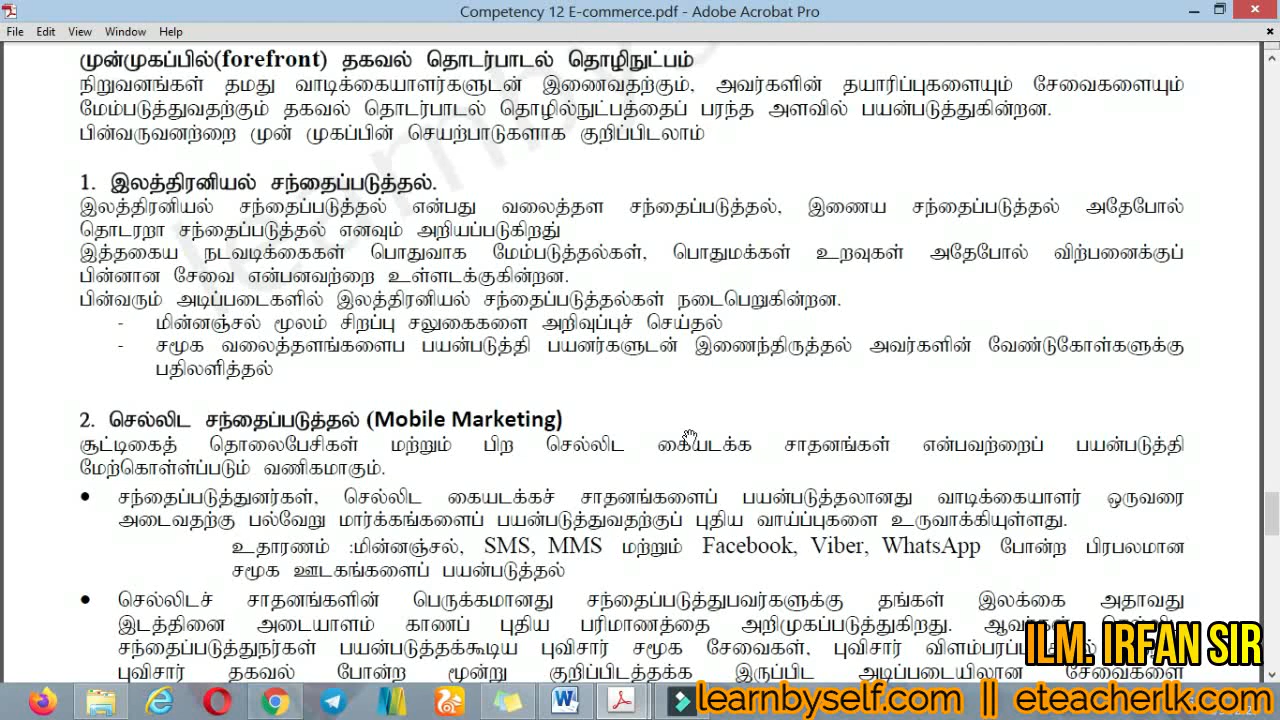 Competency 12 E-commerce.pdf - Adobe Acrobat Pro
File Edit View Window Help
முன்முகப்பில்(forefront) தகவல் தொடர்பாடல் தொழிநுட்பம்
நிறுவனங்கள் தமது வாடிக்கையாளர்களுடன் இணைவதற்கும், அவர்களின் தயாரிப்புகளையும் சேவைகளையும்
மேம்படுத்துவதற்கும் தகவல் தொடர்பாடல் தொழில்நுட்பத்தைப் பரந்த அளவில் பயன்படுத்துகின்றன.
பின்வருவனற்றை முன் முகப்பின் செயற்பாடுகளாக குறிப்பிடலாம்
1. இலத்திரனியல் சந்தைப்படுத்தல்.
இலத்திரனியல் சந்தைப்படுத்தல் என்பது வலைத்தள சந்தைப்படுத்தல், இணைய சந்தைப்படுத்தல் அதேபோல்
தொடரறா சந்தைப்படுத்தல் எனவும் அறியப்படுகிறது
இத்தகைய நடவடிக்கைகள் பொதுவாக மேம்படுத்தல்கள், பொதுமக்கள் உறவுகள் அதேபோல் விற்பனைக்குப்
பின்னான சேவை என்பனவற்றை உள்ளடக்குகின்றன.
பின்வரும் அடிப்படைகளில் இலத்திரனியல் சந்தைப்படுத்தல்கள் நடைபெறுகின்றன.
- மின்னஞ்சல் மூலம் சிறப்பு சலுகைகளை அறிவுப்புச் செய்தல்
- சமூக வலைத்தளங்களைப பயன்படுத்தி பயனர்களுடன் இணைந்திருத்தல் அவர்களின் வேண்டுகோள்களுக்கு
பதிலளித்தல்
2. செல்லிட சந்தைப்படுத்தல் (Mobile Marketing)
சூட்டிகைத் தொலைபேசிகள் மற்றும் பிற செல்லிட கையடக்க சாதனங்கள் என்பவற்றைப் பயன்படுத்தி
மேற்கொள்ள்ப்படும் வணிகமாகும்.
• சந்தைப்படுத்துனர்கள், செல்லிட கையடக்கச் சாதனங்களைப் பயன்படுத்தலானது வாடிக்கையாளர் ஒருவரை
அடைவதற்கு பல்வேறு மார்க்கங்களைப் பயன்படுத்துவதற்குப் புதிய வாய்ப்புகளை உருவாக்கியுள்ளது.
உதாரணம் :மின்னஞ்சல், SMS, MMS மற்றும் Facebook, Viber, WhatsApp போன்ற பிரபலமான
சமூக ஊடகங்களைப் பயன்படுத்தல்
• செல்லிடச் சாதனங்களின் பெருக்கமானது சந்தைப்படுத்துபவர்களுக்கு தங்கள் இலக்கை அதாவது
இடத்தினை அடையாளம் காணப் புதிய பரிமாணத்தை அறிமுகப்படுத்துகிறது.
சந்தைப்படுத்துநர்கள் பயன்படுத்தக்கூடிய புவிசார் சமூக சேவைகள், புவிசார்
புவிசார் தகவல் போன்ற மூன்று குறிப்பிடத்தக்க இருப்பிட அடிப்படையிலான சேவைகளை
ILM. IRFAN SIR
learnbyself.com || eteacherlk.com